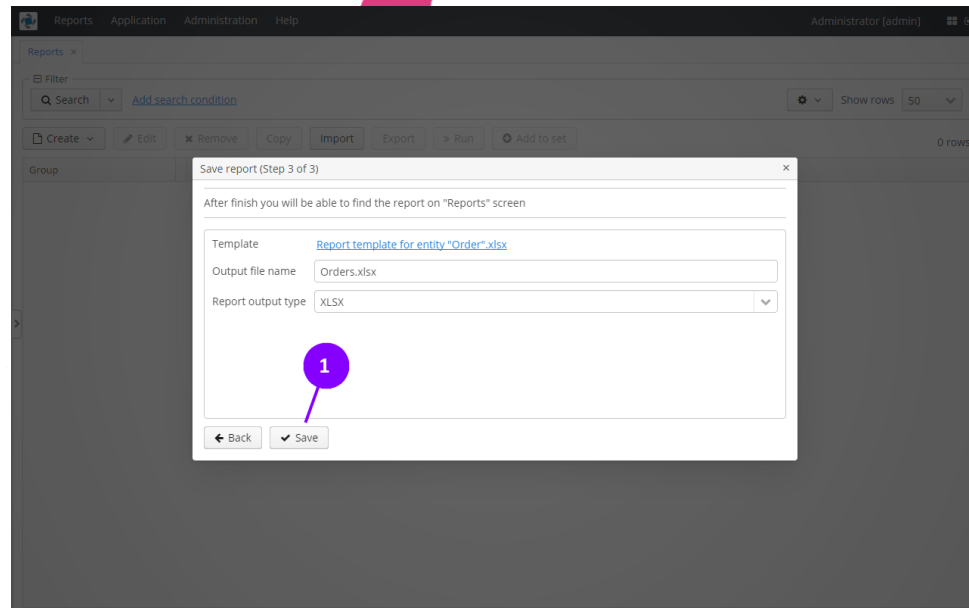 Reports Application Administration Help Administrator [admin]
Reports ×
Filter
Search Add search condition Show rows 50
Create Edit Remove Copy Import Export » Run Add to set 0 rows
Group
Save report (Step 3 of 3) ×
After finish you will be able to find the report on "Reports" screen
Template Report template for entity "Order".xlsx
Output file name Orders.xlsx
Report output type XLSX
1
Back Save